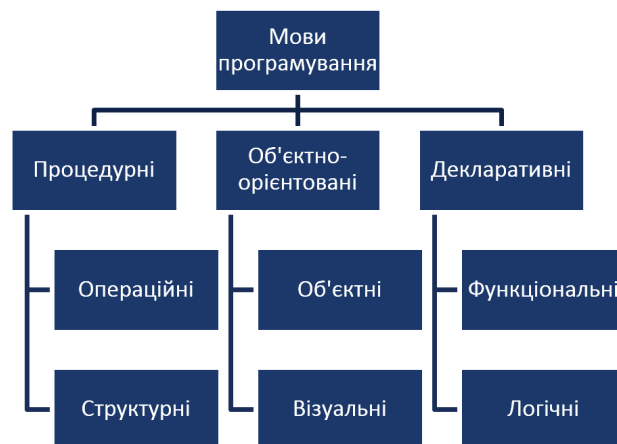 Мови
програмування
Процедурні
Об'єктно-
орієнтовані
Декларативні
Операційні
Об'єктні
Функціональні
Структурні
Візуальні
Логічні